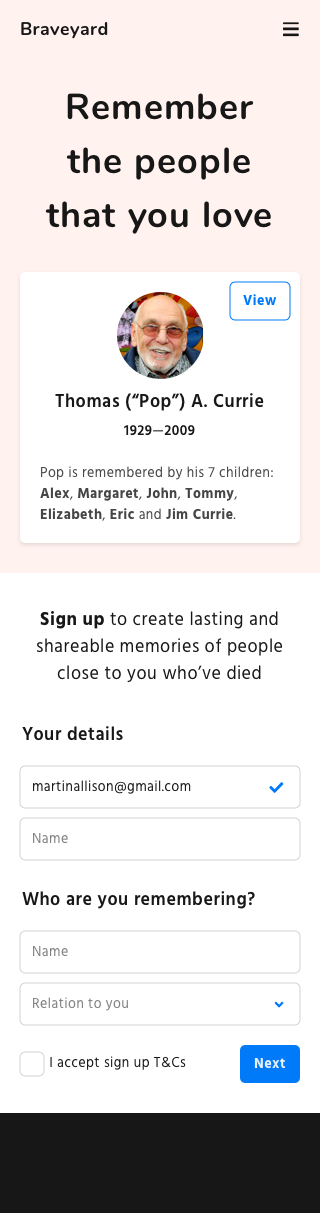 Braveyard
Remember
the people
that you love
View
Thomas (“Pop”) A. Currie
1929—2009
Pop is remembered by his 7 children:
Alex, Margaret, John, Tommy,
Elizabeth, Eric and Jim Currie.
Sign up to create lasting and
shareable memories of people
close to you who’ve died
Your details
martinallison@gmail.com
Name
Who are you remembering?
Name
Relation to you
I accept sign up T&Cs
Next